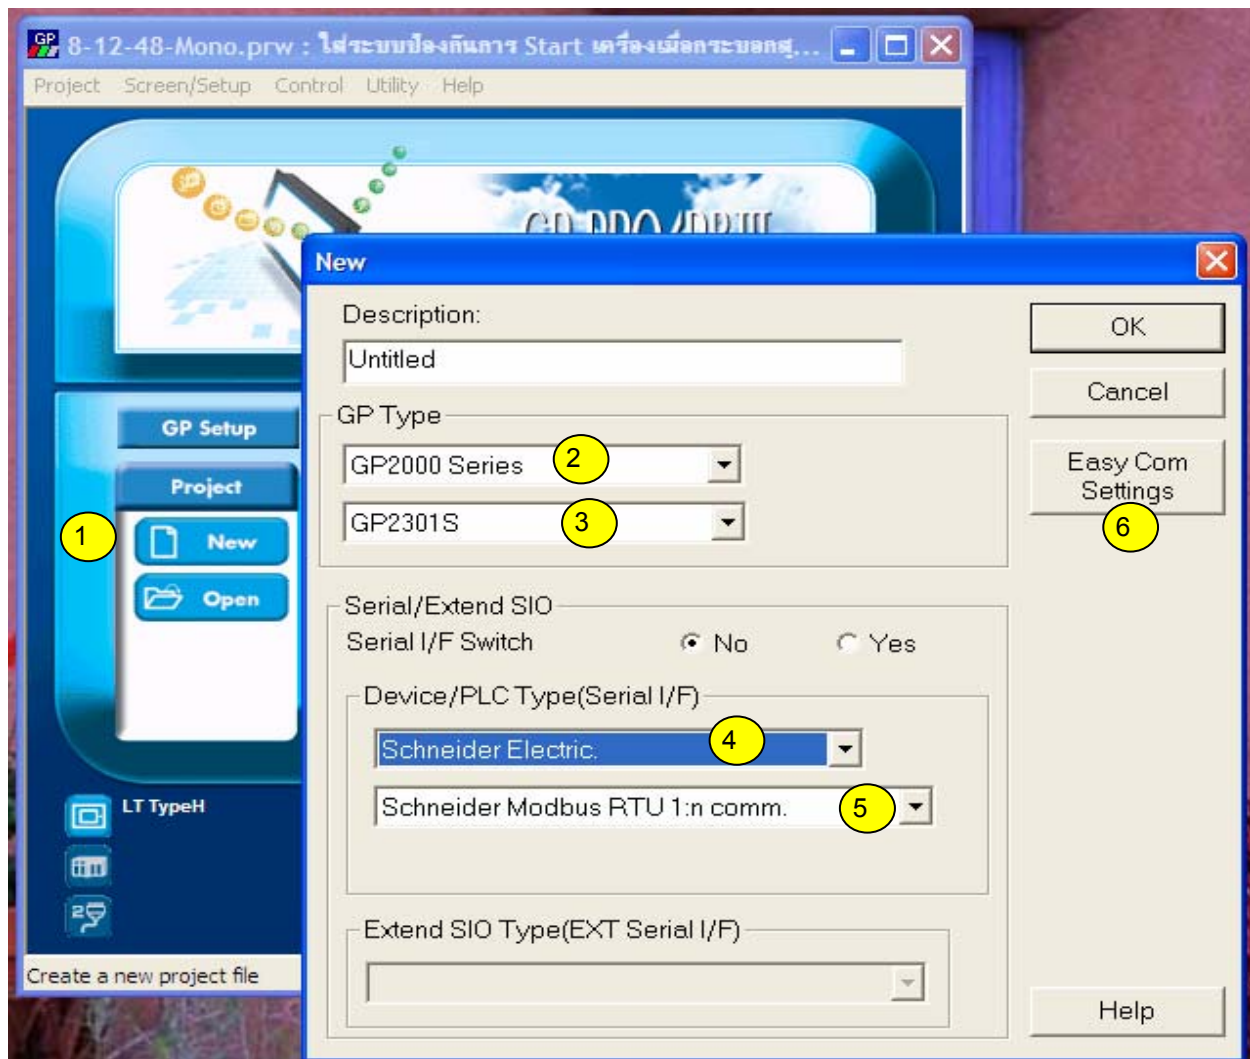 8-12-48-Mono.prw : ใส่ระบบป้องกันการ Start เครื่องเมื่อกระบอกสู...
Project Screen/Setup Control Utility Help
GP-PRO/PBIII
New
Description:
Untitled
OK
Cancel
GP Type
GP2000 Series
2
GP2301S
3
Easy Com
Settings
6
GP Setup
Project
1
New
Open
Serial/Extend SIO
Serial I/F Switch
No
Yes
Device/PLC Type(Serial I/F)
Schneider Electric.
4
Schneider Modbus RTU 1:n comm.
5
LT TypeH
2
Extend SIO Type(EXT Serial I/F)
Create a new project file
Help